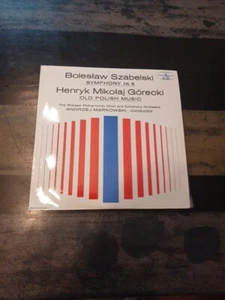 Bolesław Szabelski
SYMPHONY No 5
Henryk Mikołaj Górecki
OLD POLISH MUSIC
The Warsaw Philharmonic Choir and Symphony Orchestra
ANDRZEJ MARKOWSKI, conductor